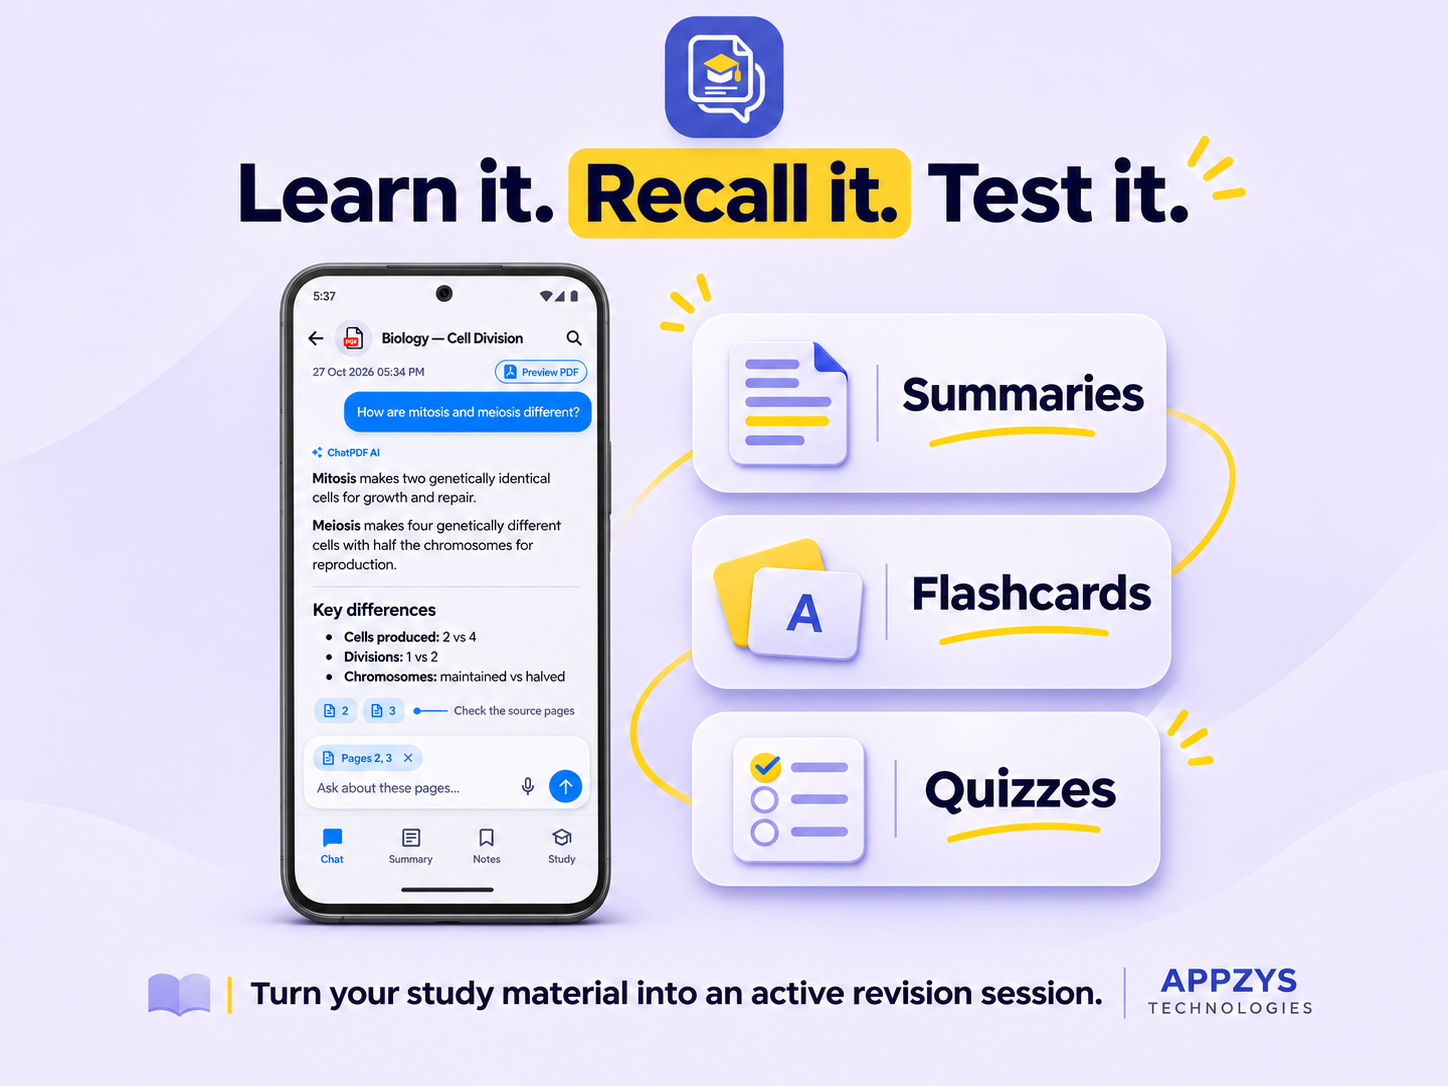 Learn it. Recall it. Test it.
5:37
PDF
Biology — Cell Division
27 Oct 2026 05:34 PM
Preview PDF
How are mitosis and meiosis different?
ChatPDF AI
Mitosis makes two genetically identical
cells for growth and repair.
Meiosis makes four genetically different
cells with half the chromosomes for
reproduction.
Key differences
• Cells produced: 2 vs 4
• Divisions: 1 vs 2
• Chromosomes: maintained vs halved
2 3 Check the source pages
Pages 2, 3 ×
Ask about these pages...
Chat Summary Notes Study
Summaries
A
Flashcards
Quizzes
Turn your study material into an active revision session.
APPZYS
TECHNOLOGIES